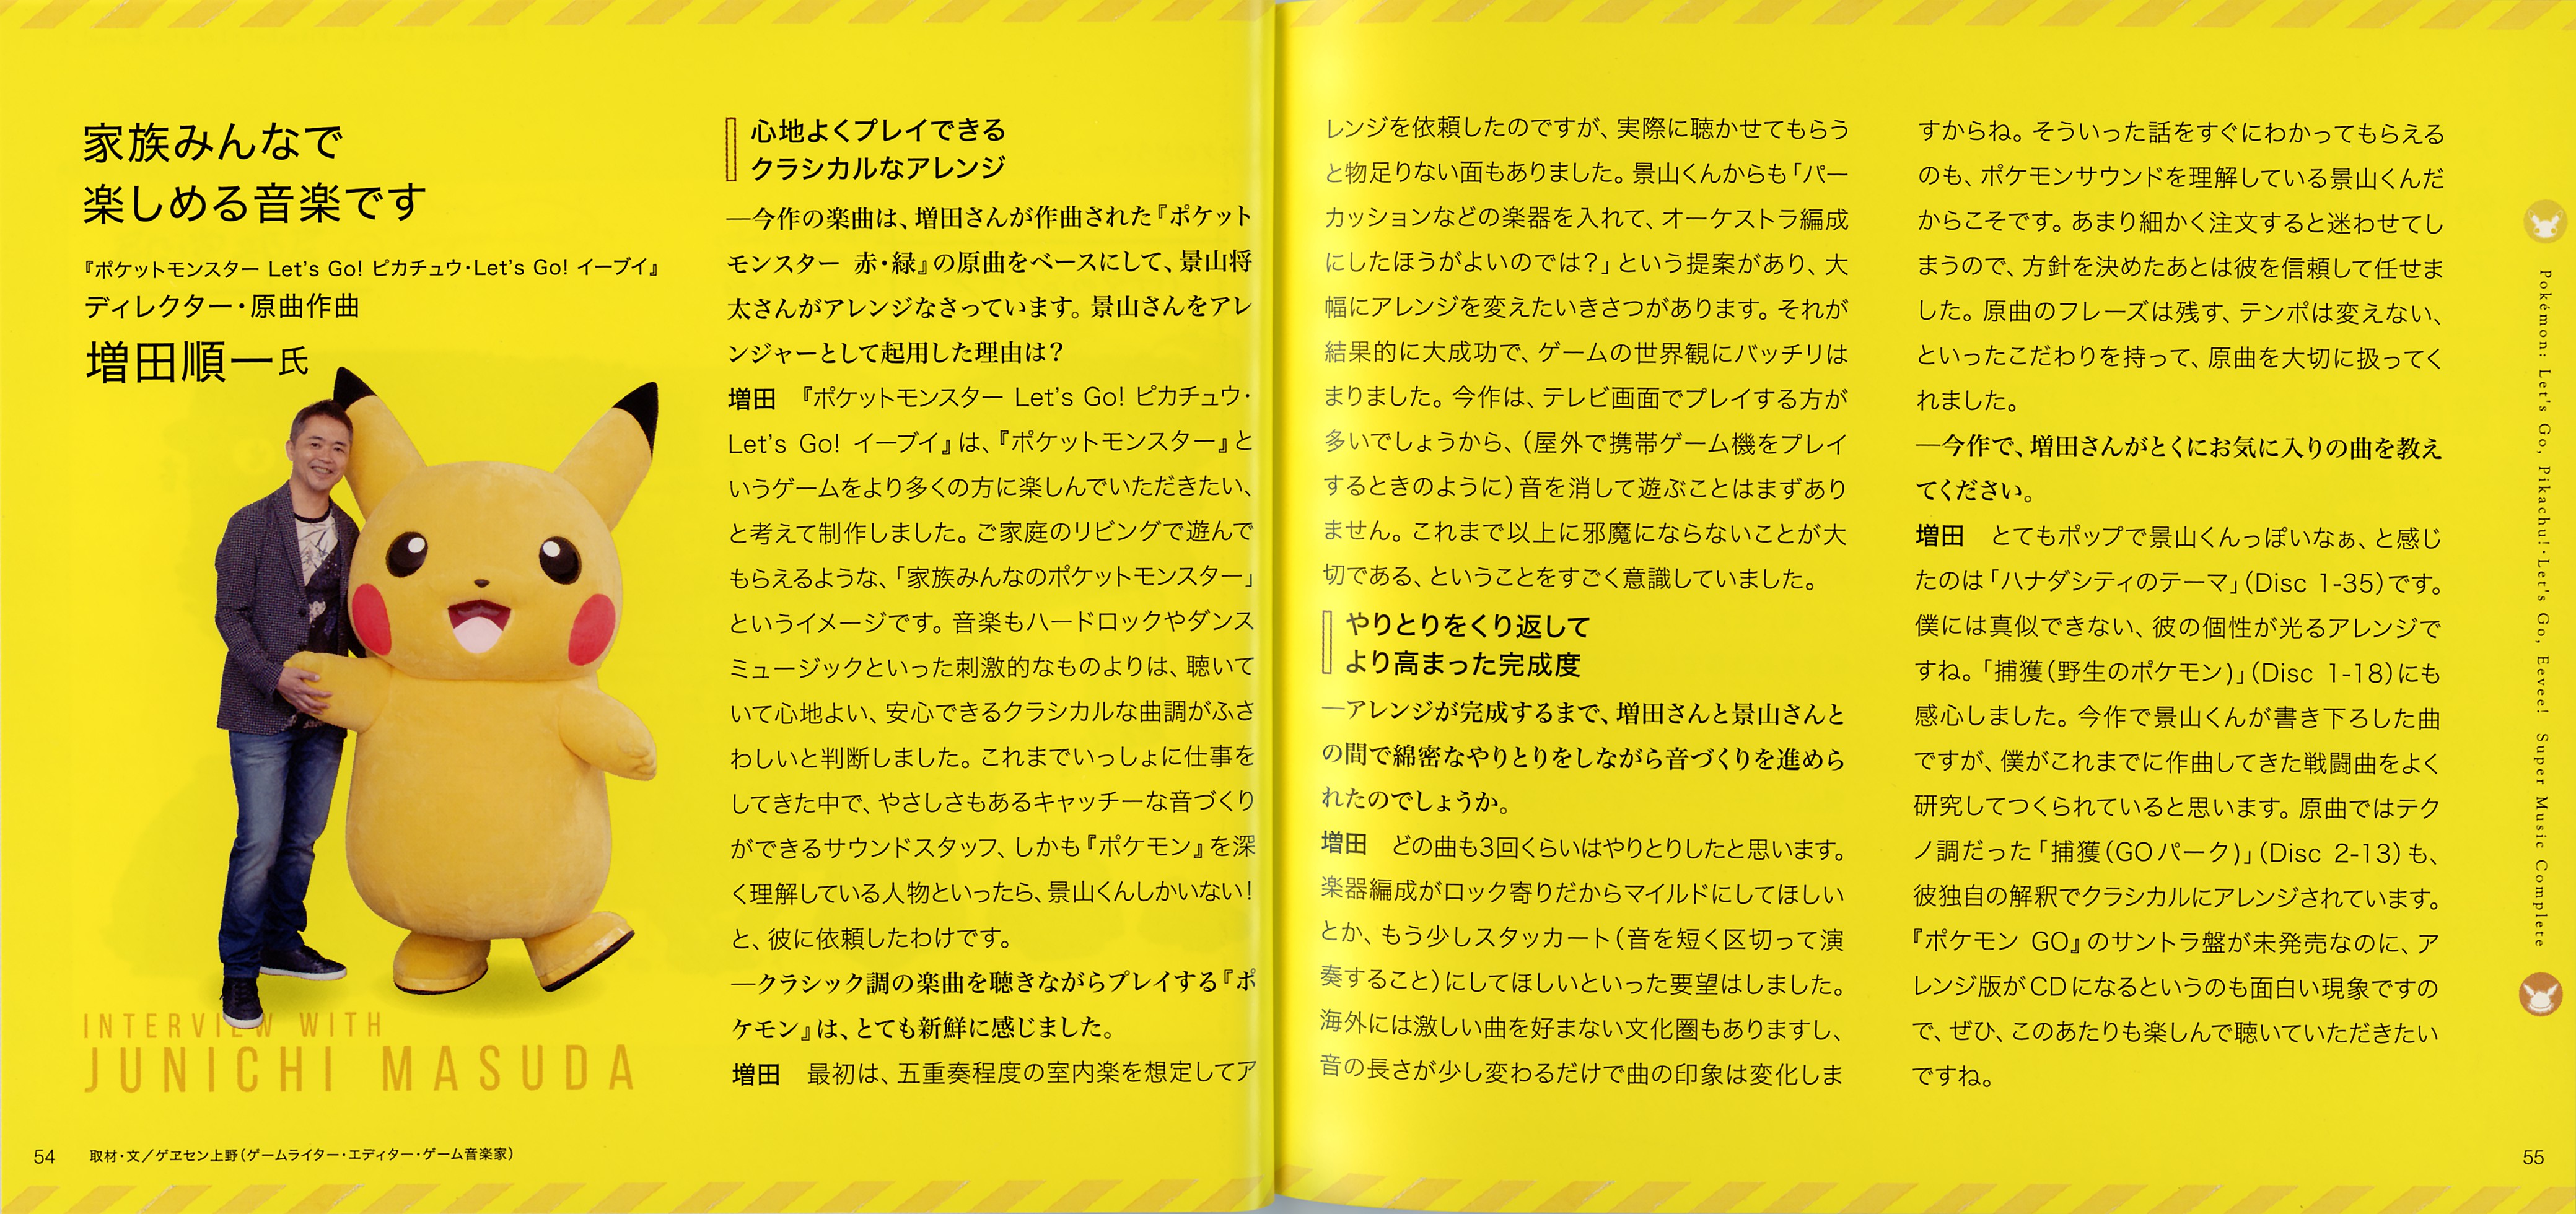 家族みんなで
楽しめる音楽です
『ポケットモンスター Let's Go! ピカチュウ・Let's Go! イーブイ』
ディレクター・原曲作曲
増田順一氏
INTERVIEW WITH
JUNICHI MASUDA
54
取材・文／ゲヱセン上野（ゲームライター・エディター・ゲーム音楽家）
心地よくプレイできる
クラシカルなアレンジ
―今作の楽曲は、増田さんが作曲された『ポケット
モンスター 赤・緑』の原曲をベースにして、景山将
太さんがアレンジなさっています。景山さんをアレ
ンジャーとして起用した理由は？
増田　『ポケットモンスター Let's Go! ピカチュウ・
Let's Go! イーブイ』は、『ポケットモンスター』と
いうゲームをより多くの方に楽しんでいただきたい、
と考えて制作しました。ご家庭のリビングで遊んで
もらえるような、「家族みんなのポケットモンスター」
というイメージです。音楽もハードロックやダンス
ミュージックといった刺激的なものよりは、聴いて
いて心地よい、安心できるクラシカルな曲調がふさ
わしいと判断しました。これまでいっしょに仕事を
してきた中で、やさしさもあるキャッチーな音づくり
ができるサウンドスタッフ、しかも『ポケモン』を深
く理解している人物といったら、景山くんしかいない！
と、彼に依頼したわけです。
―クラシック調の楽曲を聴きながらプレイする『ポ
ケモン』は、とても新鮮に感じました。
増田　最初は、五重奏程度の室内楽を想定してア
レンジを依頼したのですが、実際に聴かせてもらう
と物足りない面もありました。景山くんからも「パー
カッションなどの楽器を入れて、オーケストラ編成
にしたほうがよいのでは？」という提案があり、大
幅にアレンジを変えたいきさつがあります。それが
結果的に大成功で、ゲームの世界観にバッチリは
まりました。今作は、テレビ画面でプレイする方が
多いでしょうから、（屋外で携帯ゲーム機をプレイ
するときのように）音を消して遊ぶことはまずあり
ません。これまで以上に邪魔にならないことが大
切である、ということをすごく意識していました。
やりとりをくり返して
より高まった完成度
―アレンジが完成するまで、増田さんと景山さんと
の間で綿密なやりとりをしながら音づくりを進めら
れたのでしょうか。
増田　どの曲も3回くらいはやりとりしたと思います。
楽器編成がロック寄りだからマイルドにしてほしい
とか、もう少しスタッカート（音を短く区切って演
奏すること）にしてほしいといった要望はしました。
海外には激しい曲を好まない文化圏もありますし、
音の長さが少し変わるだけで曲の印象は変化しま
すからね。そういった話をすぐにわかってもらえる
のも、ポケモンサウンドを理解している景山くんだ
からこそです。あまり細かく注文すると迷わせてし
まうので、方針を決めたあとは彼を信頼して任せま
した。原曲のフレーズは残す、テンポは変えない、
といったこだわりを持って、原曲を大切に扱ってく
れました。
―今作で、増田さんがとくにお気に入りの曲を教え
てください。
増田　とてもポップで景山くんっぽいなぁ、と感じ
たのは「ハナダシティのテーマ」（Disc 1-35）です。
僕には真似できない、彼の個性が光るアレンジで
すね。「捕獲（野生のポケモン）」（Disc 1-18）にも
感心しました。今作で景山くんが書き下ろした曲
ですが、僕がこれまでに作曲してきた戦闘曲をよく
研究してつくられていると思います。原曲ではテク
ノ調だった「捕獲（GOパーク）」（Disc 2-13）も、
彼独自の解釈でクラシカルにアレンジされています。
『ポケモン GO』のサントラ盤が未発売なのに、ア
レンジ版がCDになるというのも面白い現象ですの
で、ぜひ、このあたりも楽しんで聴いていただきたい
ですね。
Pokémon: Let's Go, Pikachu!・Let's Go, Eevee! Super Music Complete
55